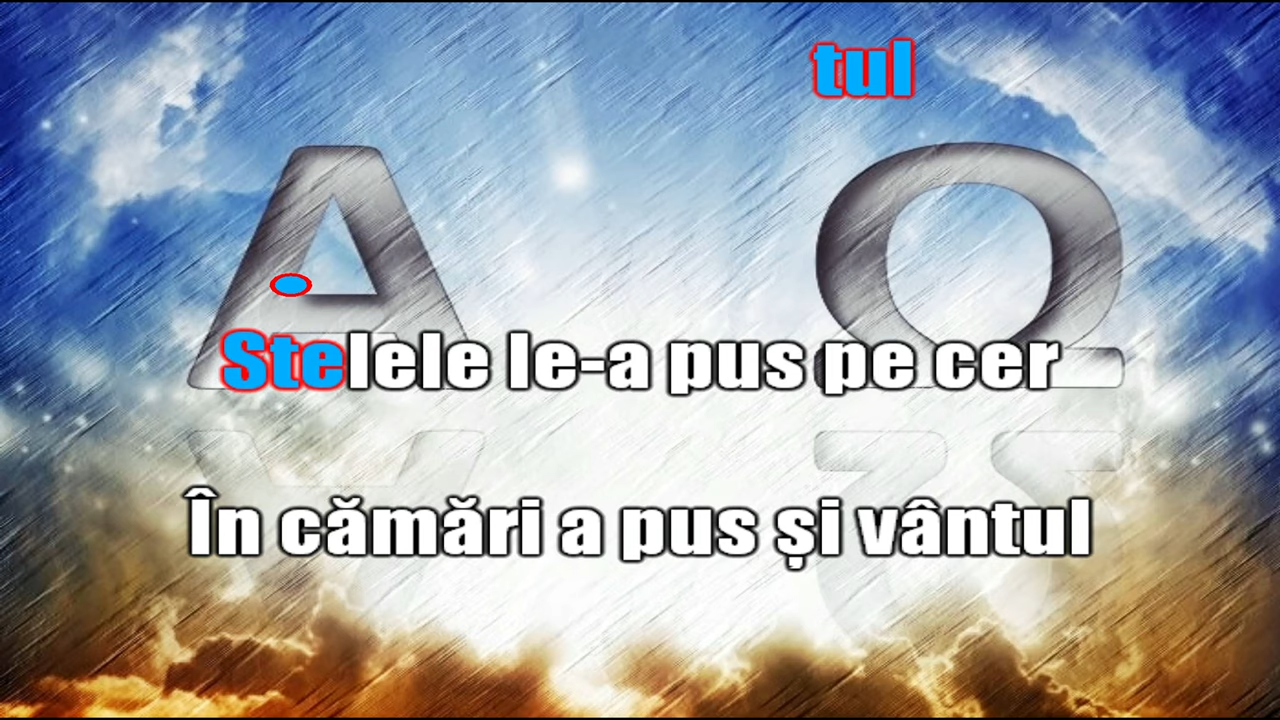 tul
Α Ω
Stelele le-a pus pe cer
În cămări a pus și vântul